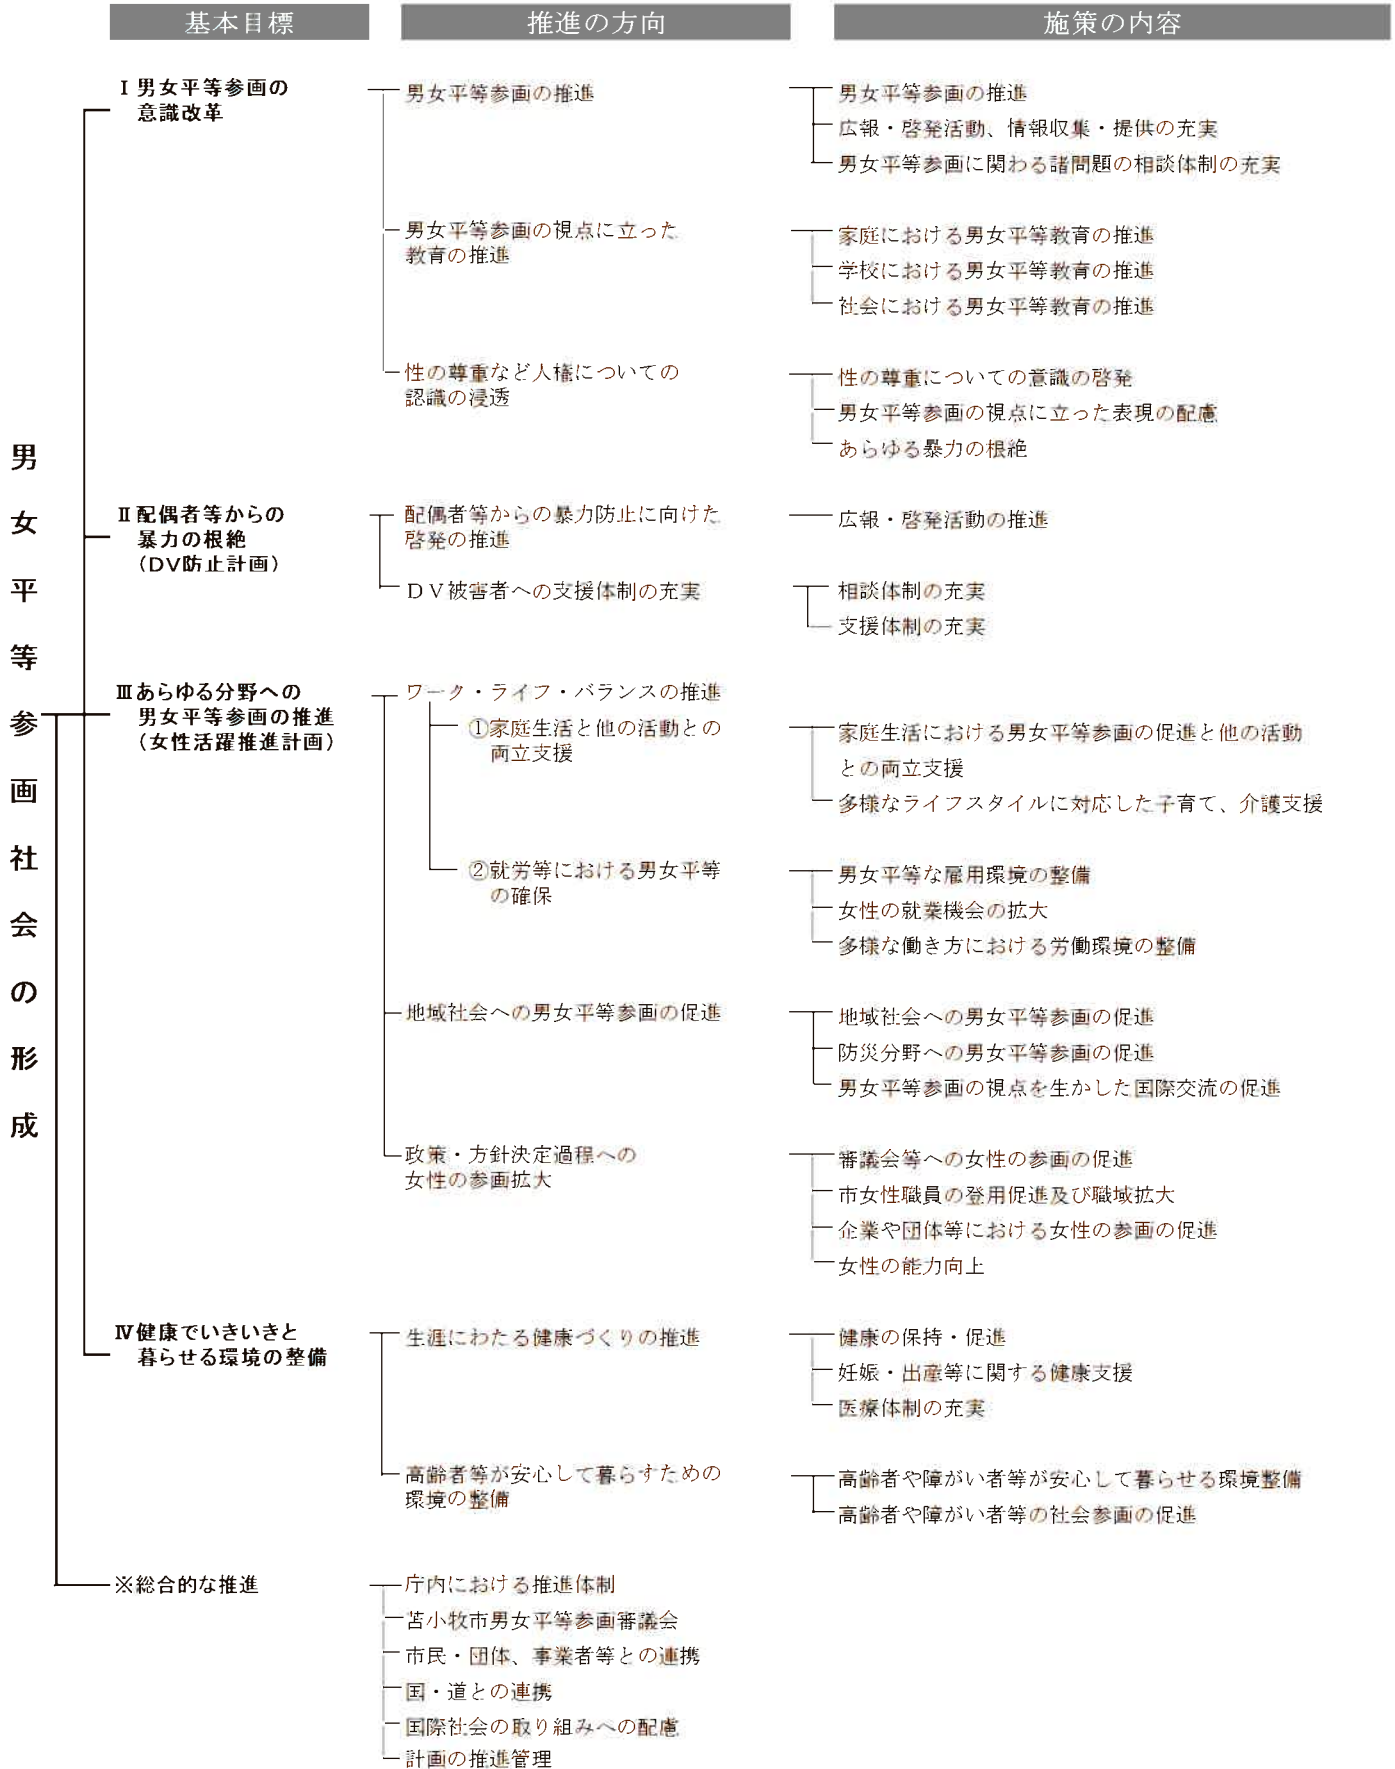 基本目標
推進の方向
施策の内容
男女平等参画社会の形成
Ⅰ男女平等参画の
意識改革
男女平等参画の推進
男女平等参画の推進
広報・啓発活動、情報収集・提供の充実
男女平等参画に関わる諸問題の相談体制の充実
男女平等参画の視点に立った
教育の推進
家庭における男女平等教育の推進
学校における男女平等教育の推進
社会における男女平等教育の推進
性の尊重など人権についての
認識の浸透
性の尊重についての意識の啓発
男女平等参画の視点に立った表現の配慮
あらゆる暴力の根絶
Ⅱ配偶者等からの
暴力の根絶
（DV防止計画）
配偶者等からの暴力防止に向けた
啓発の推進
広報・啓発活動の推進
ＤＶ被害者への支援体制の充実
相談体制の充実
支援体制の充実
Ⅲあらゆる分野への
男女平等参画の推進
（女性活躍推進計画）
ワーク・ライフ・バランスの推進
①家庭生活と他の活動との
両立支援
家庭生活における男女平等参画の促進と他の活動
との両立支援
多様なライフスタイルに対応した子育て、介護支援
②就労等における男女平等
の確保
男女平等な雇用環境の整備
女性の就業機会の拡大
多様な働き方における労働環境の整備
地域社会への男女平等参画の促進
地域社会への男女平等参画の促進
防災分野への男女平等参画の促進
男女平等参画の視点を生かした国際交流の促進
政策・方針決定過程への
女性の参画拡大
審議会等への女性の参画の促進
市女性職員の登用促進及び職域拡大
企業や団体等における女性の参画の促進
女性の能力向上
Ⅳ健康でいきいきと
暮らせる環境の整備
生涯にわたる健康づくりの推進
健康の保持・促進
妊娠・出産等に関する健康支援
医療体制の充実
高齢者等が安心して暮らすための
環境の整備
高齢者や障がい者等が安心して暮らせる環境整備
高齢者や障がい者等の社会参画の促進
※総合的な推進
庁内における推進体制
苫小牧市男女平等参画審議会
市民・団体、事業者等との連携
国・道との連携
国際社会の取り組みへの配慮
計画の推進管理